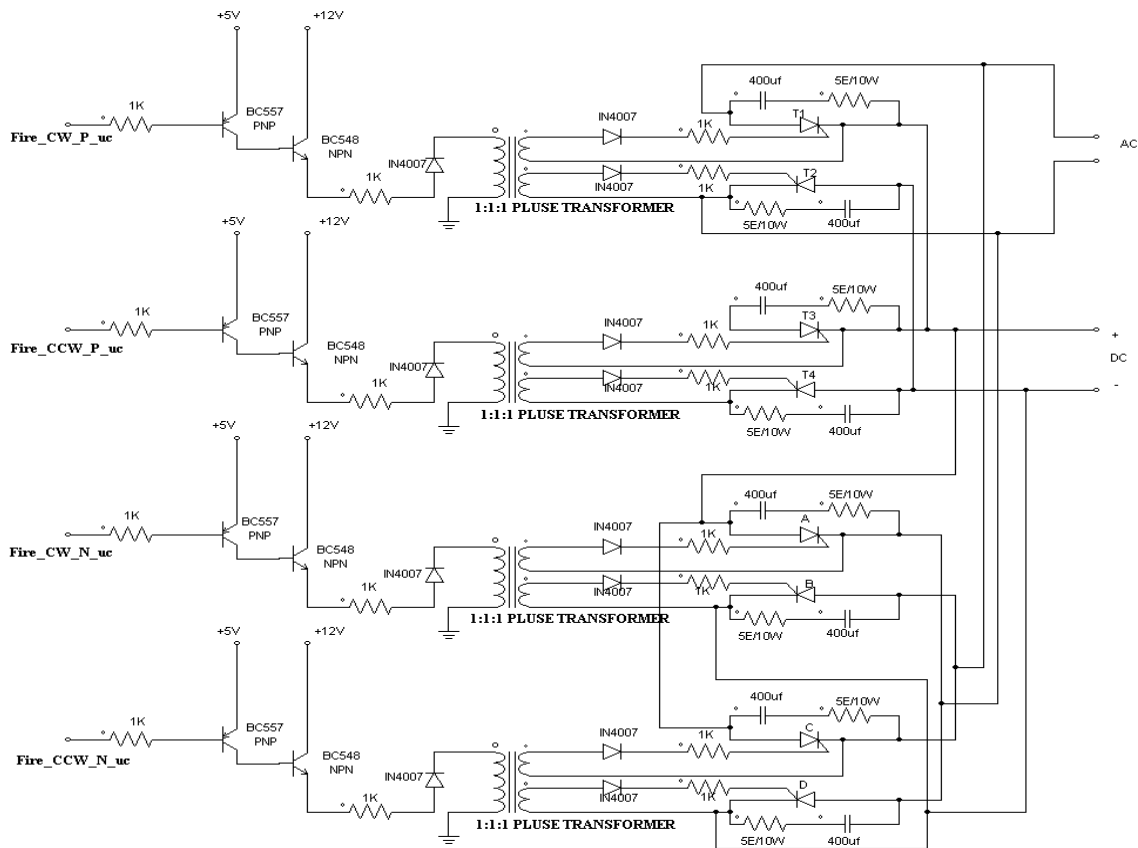 +5V
+12V
1K
BC557
PNP
BC548
NPN
Fire_CW_P_uc
1K
IN4007
IN4007
IN4007
1:1:1 PLUSE TRANSFORMER
400uf
5E/10W
T1
1K
T2
1K
5E/10W
400uf
AC
+5V
+12V
1K
BC557
PNP
BC548
NPN
Fire_CCW_P_uc
1K
IN4007
IN4007
IN4007
1:1:1 PLUSE TRANSFORMER
400uf
5E/10W
T3
1K
T4
1K
5E/10W
400uf
+
DC
-
+5V
+12V
1K
BC557
PNP
BC548
NPN
Fire_CW_N_uc
1K
IN4007
IN4007
IN4007
1:1:1 PLUSE TRANSFORMER
400uf
5E/10W
A
1K
B
1K
5E/10W
400uf
+5V
+12V
1K
BC557
PNP
BC548
NPN
Fire_CCW_N_uc
1K
IN4007
IN4007
IN4007
1:1:1 PLUSE TRANSFORMER
400uf
5E/10W
C
1K
D
1K
5E/10W
400uf